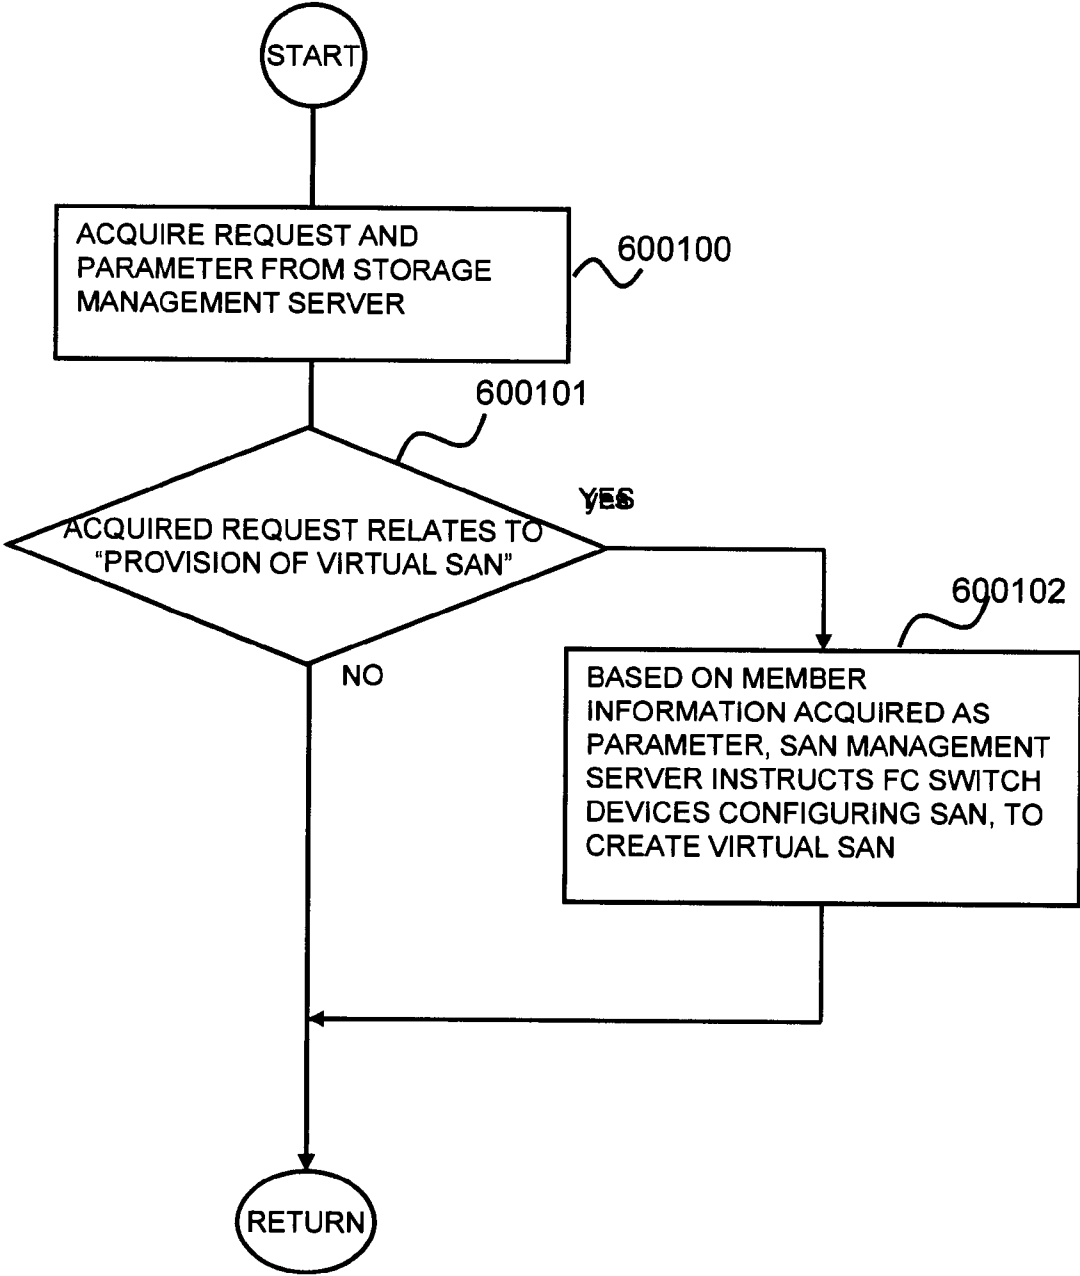 START
ACQUIRE REQUEST AND
PARAMETER FROM STORAGE
MANAGEMENT SERVER
600100
600101
YES
ACQUIRED REQUEST RELATES TO
“PROVISION OF VIRTUAL SAN”
600102
NO
BASED ON MEMBER
INFORMATION ACQUIRED AS
PARAMETER, SAN MANAGEMENT
SERVER INSTRUCTS FC SWITCH
DEVICES CONFIGURING SAN, TO
CREATE VIRTUAL SAN
RETURN